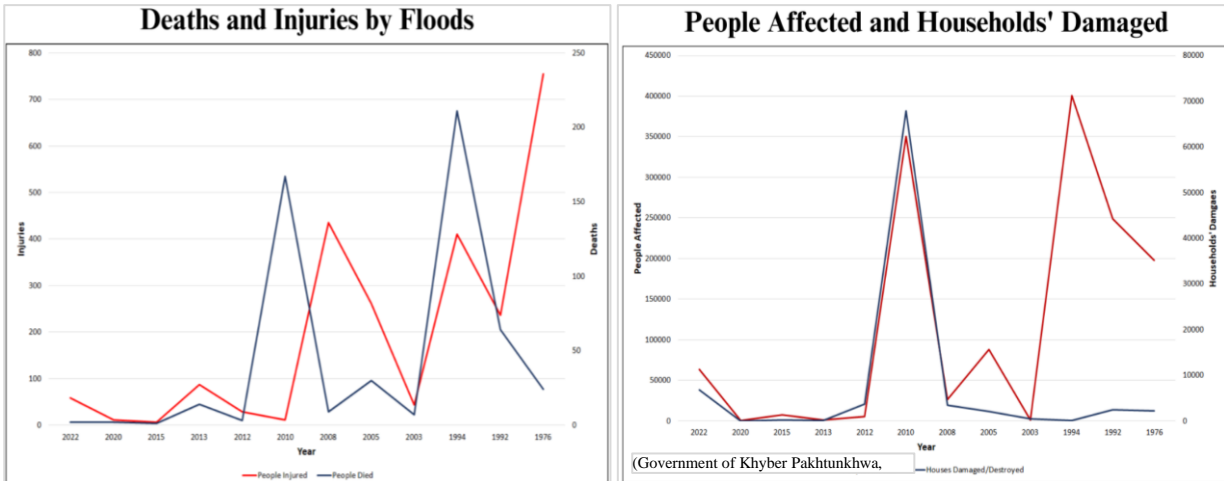 Deaths and Injuries by Floods
800
700
600
500
400
300
200
100
0
Injuries
250
200
150
100
50
0
Deaths
2022 2020 2015 2013 2012 2010 2008 2005 2003 1994 1992 1976
Year
People Injured People Died
People Affected and Households' Damaged
450000
400000
350000
300000
250000
200000
150000
100000
50000
0
People Affected
80000
70000
60000
50000
40000
30000
20000
10000
0
Households' Damgaes
2022 2020 2015 2013 2012 2010 2008 2005 2003 1994 1992 1976
Year
(Government of Khyber Pakhtunkhwa,
Houses Damaged/Destroyed